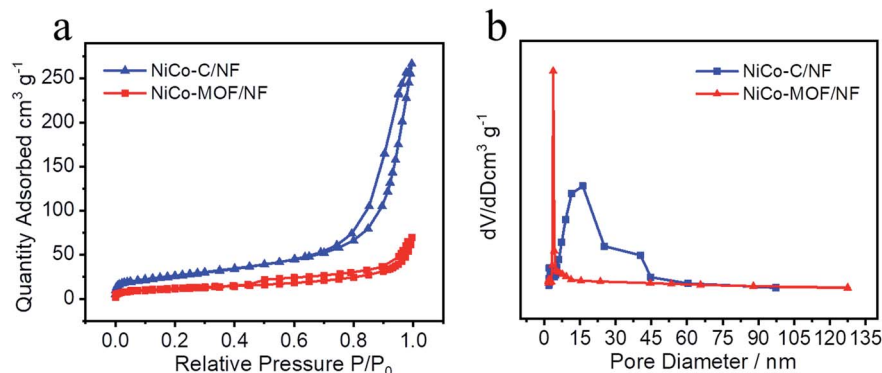 a
NiCo-C/NF
NiCo-MOF/NF
Quantity Adsorbed cm³ g⁻¹
250
200
150
100
50
0
0.0 0.2 0.4 0.6 0.8 1.0
Relative Pressure P/P₀
b
NiCo-C/NF
NiCo-MOF/NF
dV/dDcm³ g⁻¹
0 15 30 45 60 75 90 105 120 135
Pore Diameter / nm